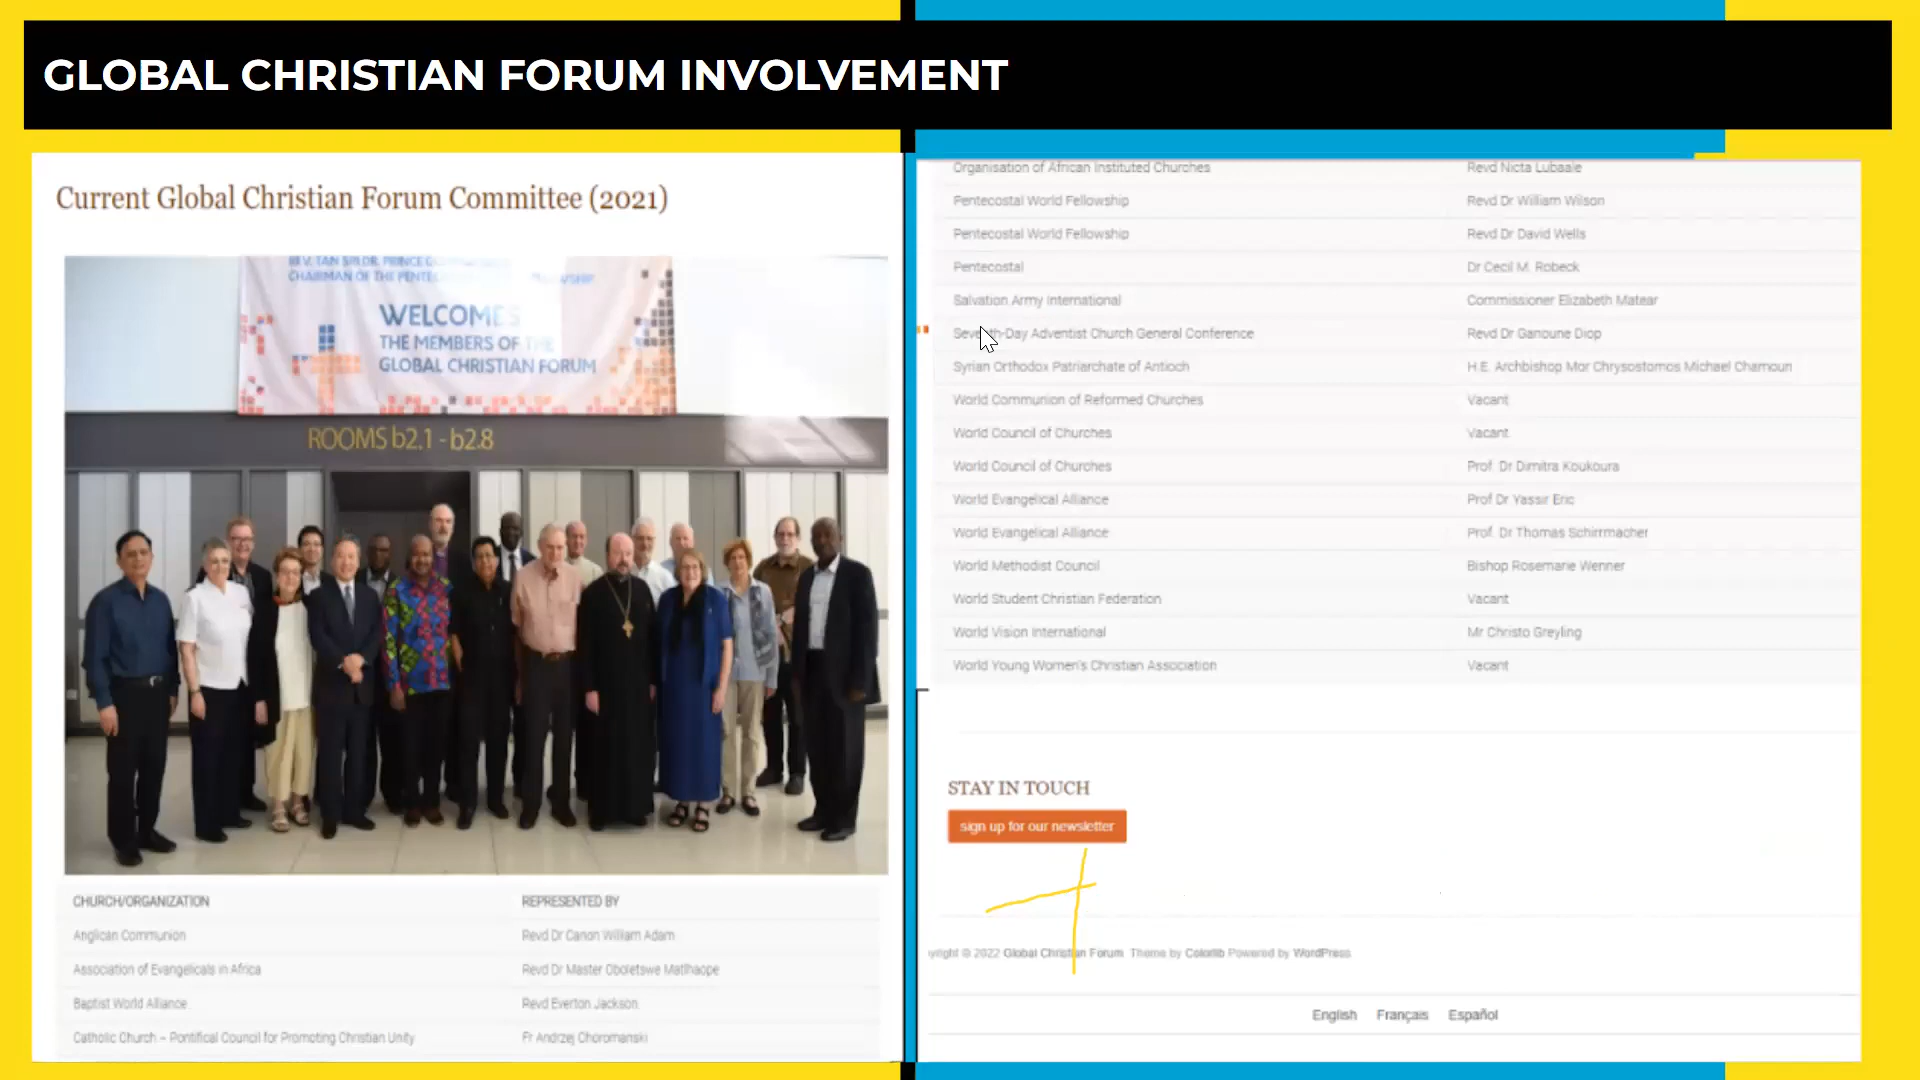 GLOBAL CHRISTIAN FORUM INVOLVEMENT
Current Global Christian Forum Committee (2021)
CHAIRMAN OF THE
WELCOMES
THE MEMBERS OF THE
GLOBAL CHRISTIAN FORUM
ROOMS b2.1 - b2.8
CHURCH/ORGANIZATION REPRESENTED BY
Anglican Communion Revd Dr Canon William Adam
Association of Evangelicals in Africa Revd Dr Master Oboletswe Matlhaope
Baptist World Alliance Revd Everton Jackson
Catholic Church – Pontifical Council for Promoting Christian Unity Fr Andrzej Choromanski
Organisation of African Instituted Churches Revd Nicta Lubaale
Pentecostal World Fellowship Revd Dr William Wilson
Pentecostal World Fellowship Revd Dr David Wells
Pentecostal Dr Cecil M. Robeck
Salvation Army International Commissioner Elizabeth Matear
Seventh-Day Adventist Church General Conference Revd Dr Ganoune Diop
Syrian Orthodox Patriarchate of Antioch H.E. Archbishop Mor Chrysostomos Michael Chamoun
World Communion of Reformed Churches Vacant
World Council of Churches Vacant
World Council of Churches Prof. Dr Dimitra Koukoura
World Evangelical Alliance Prof Dr Yassir Eric
World Evangelical Alliance Prof. Dr Thomas Schirrmacher
World Methodist Council Bishop Rosemarie Wenner
World Student Christian Federation Vacant
World Vision International Mr Christo Greyling
World Young Women's Christian Association Vacant
STAY IN TOUCH
sign up for our newsletter
© 2022 Global Christian Forum Theme by Colorlib Powered by WordPress
English Français Español